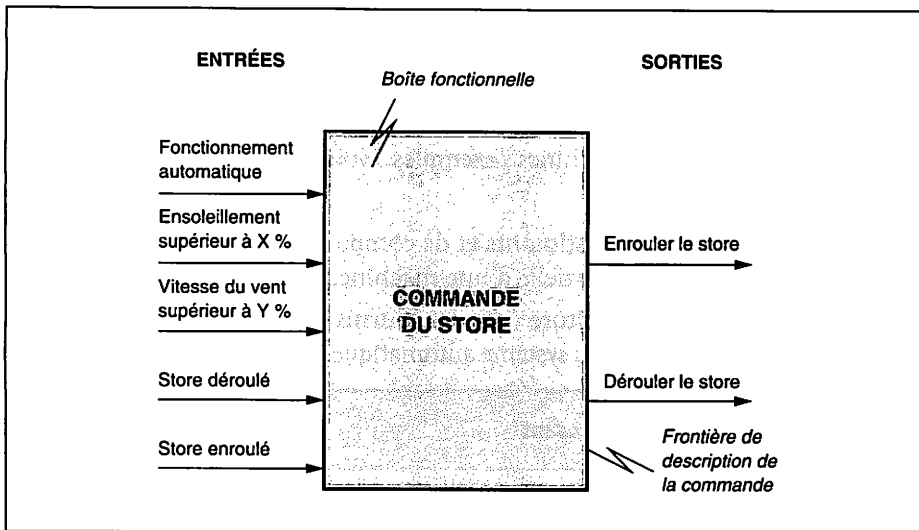 ENTRÉES
SORTIES
Boîte fonctionnelle
Fonctionnement
automatique
Ensoleillement
supérieur à X %
Vitesse du vent
supérieur à Y %
Store déroulé
Store enroulé
COMMANDE
DU STORE
Enrouler le store
Dérouler le store
Frontière de
description de
la commande